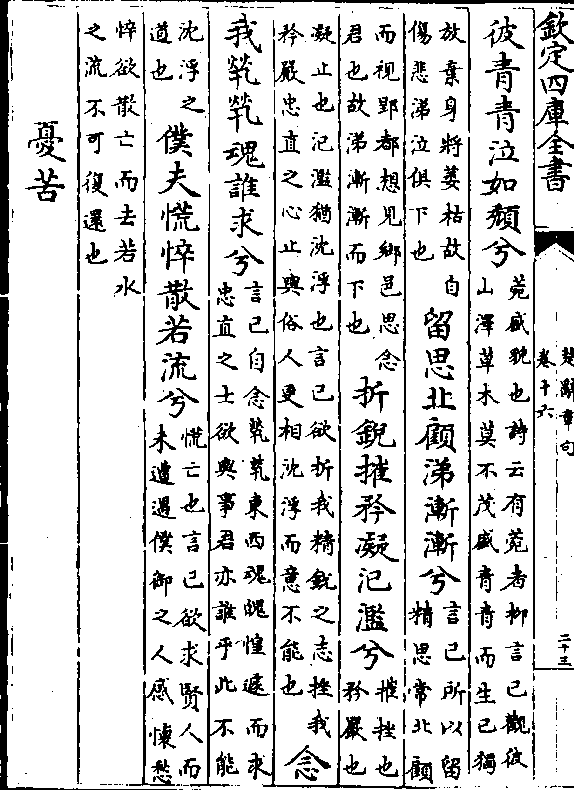 欽定四庫全書
楚辭章句
卷十六
二十三
彼青青泣如頹兮菀盛貌也詩云有菀者柳言己觀彼山澤草木莫不茂盛青青而生己獨
放棄身將萎枯故自傷悲涕泣俱下也留思北顧涕漸漸兮言己所以留精思常北顧
而視郢都想見鄉邑思念君也故涕漸漸而下也折銳摧矜凝氾濫兮摧挫也矜嚴也
凝止也氾濫猶沈浮也言己欲折我精銳之志挫我矜嚴忠直之心止與俗人更相沈浮而意不能也念
我煢煢魂誰求兮言己自念煢煢東西魂魄惶遽而求忠直之士欲與事君亦誰乎此不能
沈浮之道也僕夫慌悴散若流兮慌亡也言己欲求賢人而未遭遇僕御之人感懷愁
悴欲散亡而去若水之流不可復還也
憂苦